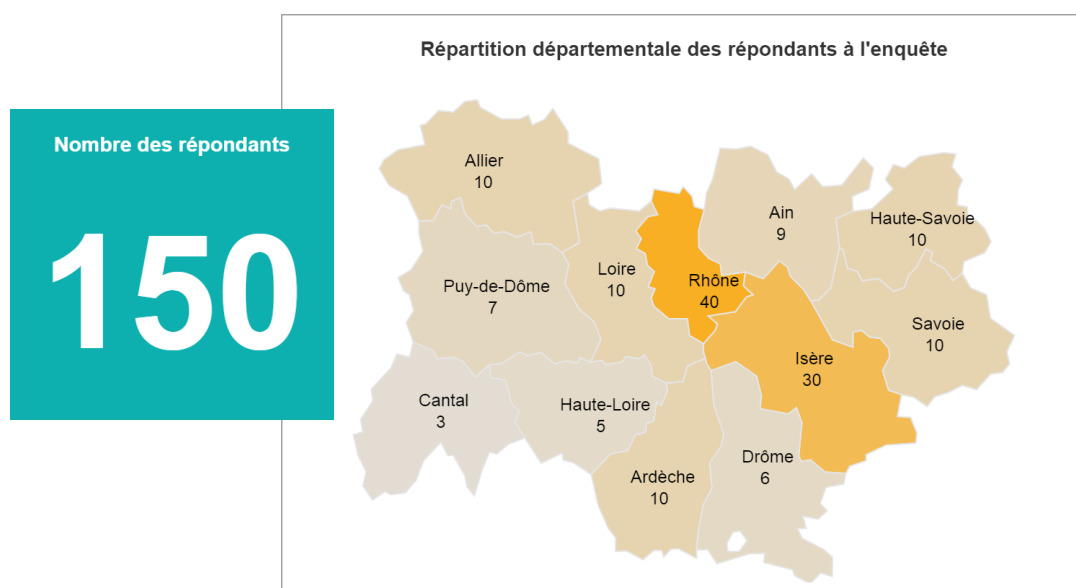 Répartition départementale des répondants à l'enquête
Nombre des répondants
150
Allier
10
Ain
9
Haute-Savoie
10
Puy-de-Dôme
7
Loire
10
Rhône
40
Savoie
10
Isère
30
Cantal
3
Haute-Loire
5
Ardèche
10
Drôme
6